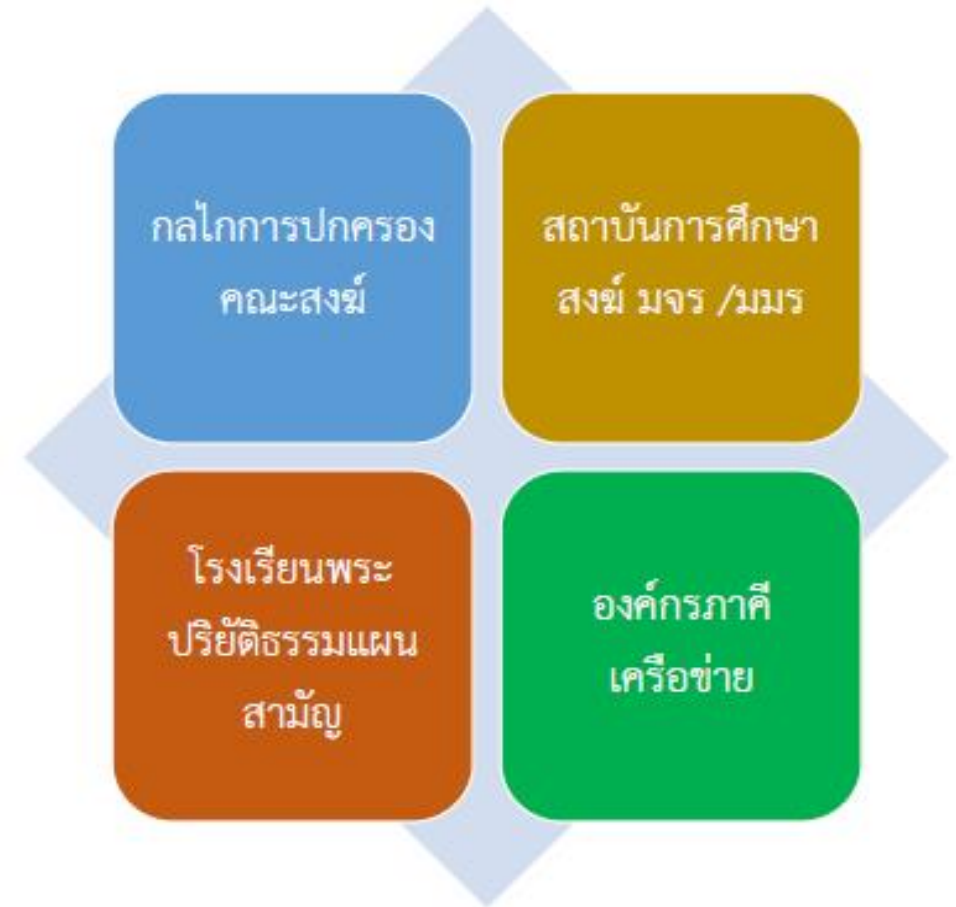 กลไกการปกครอง
คณะสงฆ์
สถาบันการศึกษา
สงฆ์ มจร /มมร
โรงเรียนพระ
ปริยัติธรรมแผน
สามัญ
องค์กรภาคี
เครือข่าย